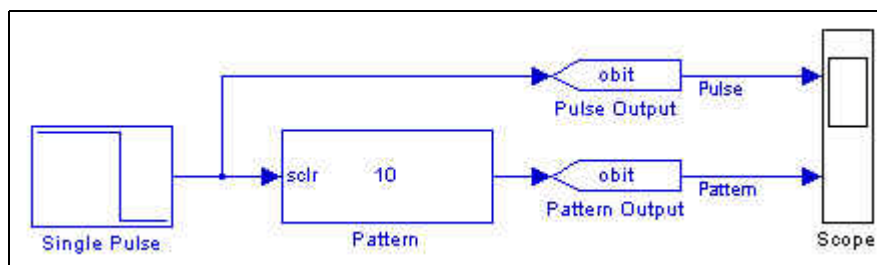 obit
Pulse
Pulse Output
sclr 10
obit
Pattern
Single Pulse
Pattern
Pattern Output
Scope